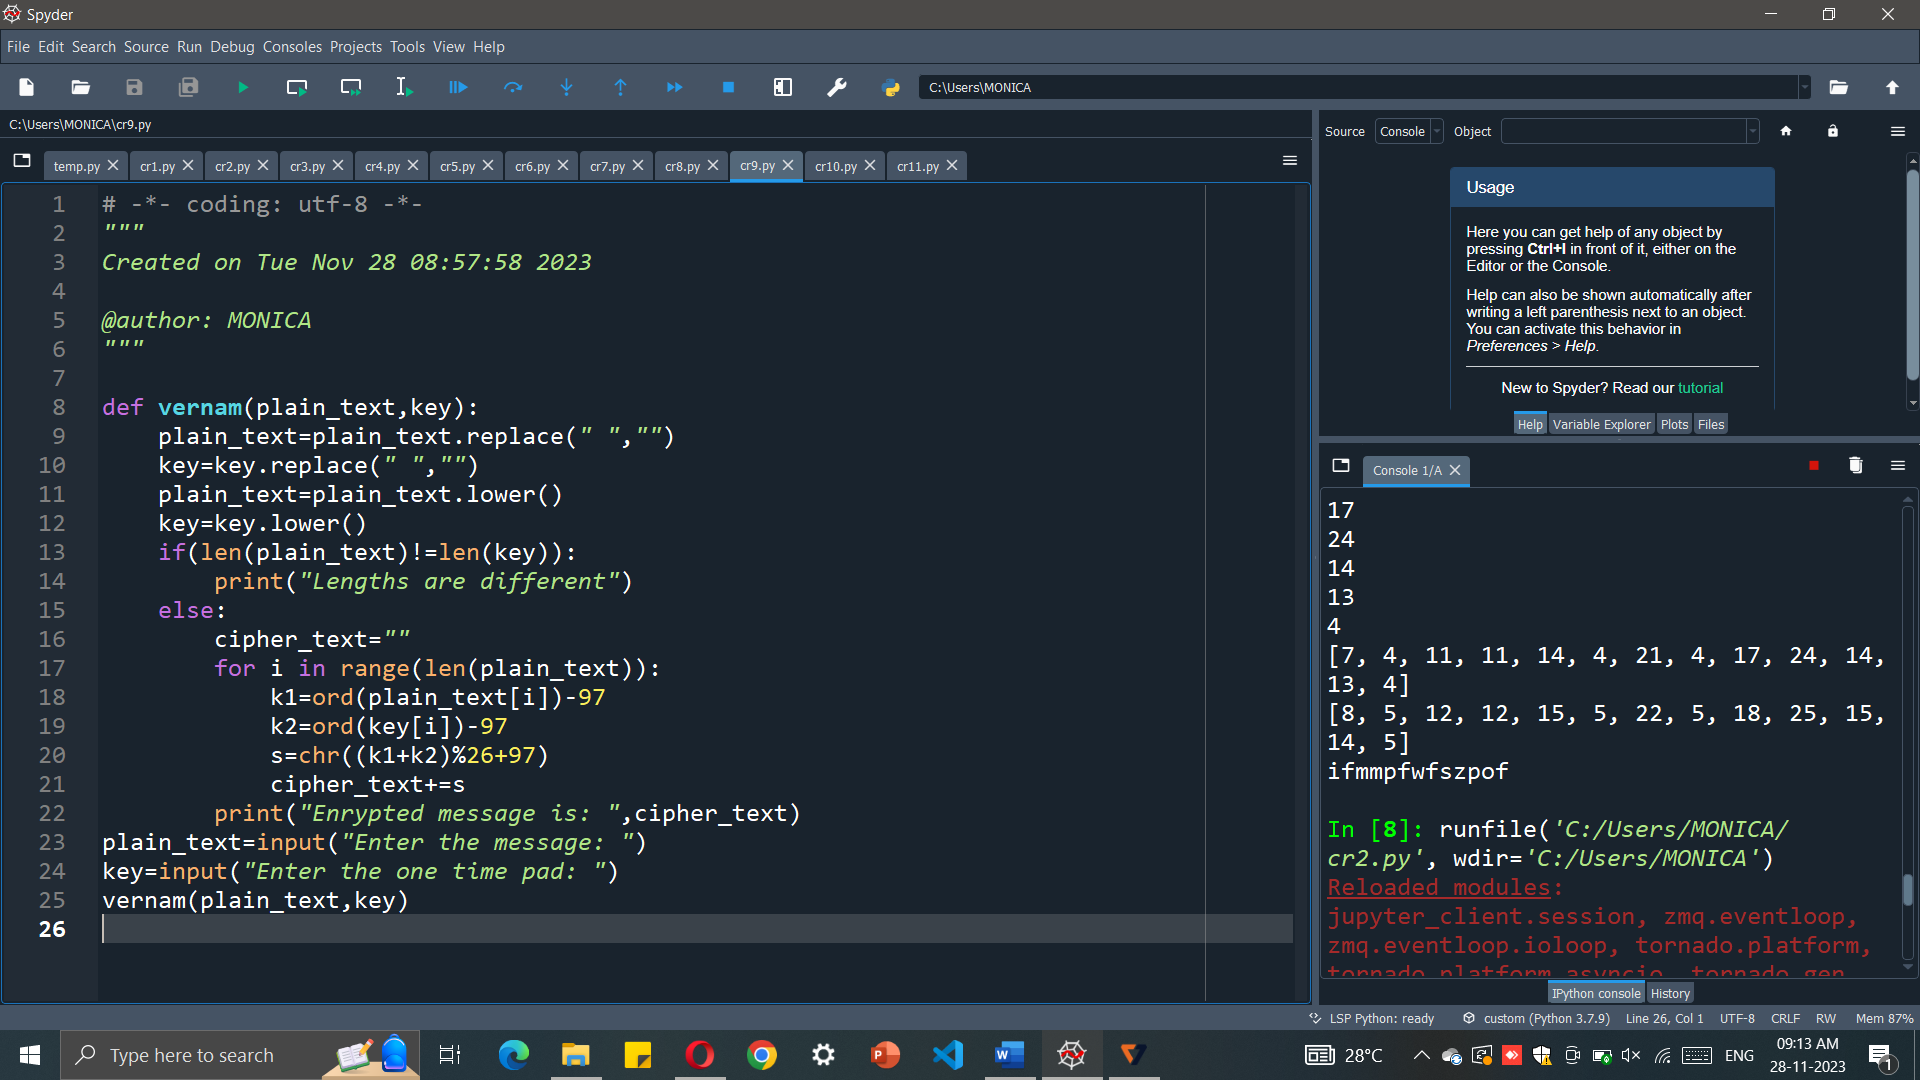 Spyder
File Edit Search Source Run Debug Consoles Projects Tools View Help
C:\Users\MONICA
C:\Users\MONICA\cr9.py
temp.py cr1.py cr2.py cr3.py cr4.py cr5.py cr6.py cr7.py cr8.py cr9.py cr10.py cr11.py
1 # -*- coding: utf-8 -*-
2 """
3 Created on Tue Nov 28 08:57:58 2023
4
5 @author: MONICA
6 """
7
8 def vernam(plain_text,key):
9     plain_text=plain_text.replace(" ","")
10     key=key.replace(" ","")
11     plain_text=plain_text.lower()
12     key=key.lower()
13     if(len(plain_text)!=len(key)):
14         print("Lengths are different")
15     else:
16         cipher_text=""
17         for i in range(len(plain_text)):
18             k1=ord(plain_text[i])-97
19             k2=ord(key[i])-97
20             s=chr((k1+k2)%26+97)
21             cipher_text+=s
22         print("Enrypted message is: ",cipher_text)
23 plain_text=input("Enter the message: ")
24 key=input("Enter the one time pad: ")
25 vernam(plain_text,key)
26
Source Console Object
Usage
Here you can get help of any object by
pressing Ctrl+I in front of it, either on the
Editor or the Console.
Help can also be shown automatically after
writing a left parenthesis next to an object.
You can activate this behavior in
Preferences > Help.
New to Spyder? Read our tutorial
Help Variable Explorer Plots Files
Console 1/A
17
24
14
13
4
[7, 4, 11, 11, 14, 4, 21, 4, 17, 24, 14,
13, 4]
[8, 5, 12, 12, 15, 5, 22, 5, 18, 25, 15,
14, 5]
ifmmpfwfszpof
In [8]: runfile('C:/Users/MONICA/
cr2.py', wdir='C:/Users/MONICA')
Reloaded modules:
jupyter_client.session, zmq.eventloop,
zmq.eventloop.ioloop, tornado.platform,
tornado.platform.asyncio, tornado.gen
IPython console History
LSP Python: ready custom (Python 3.7.9) Line 26, Col 1 UTF-8 CRLF RW Mem 87%
Type here to search
28°C ENG
09:13 AM
28-11-2023
1